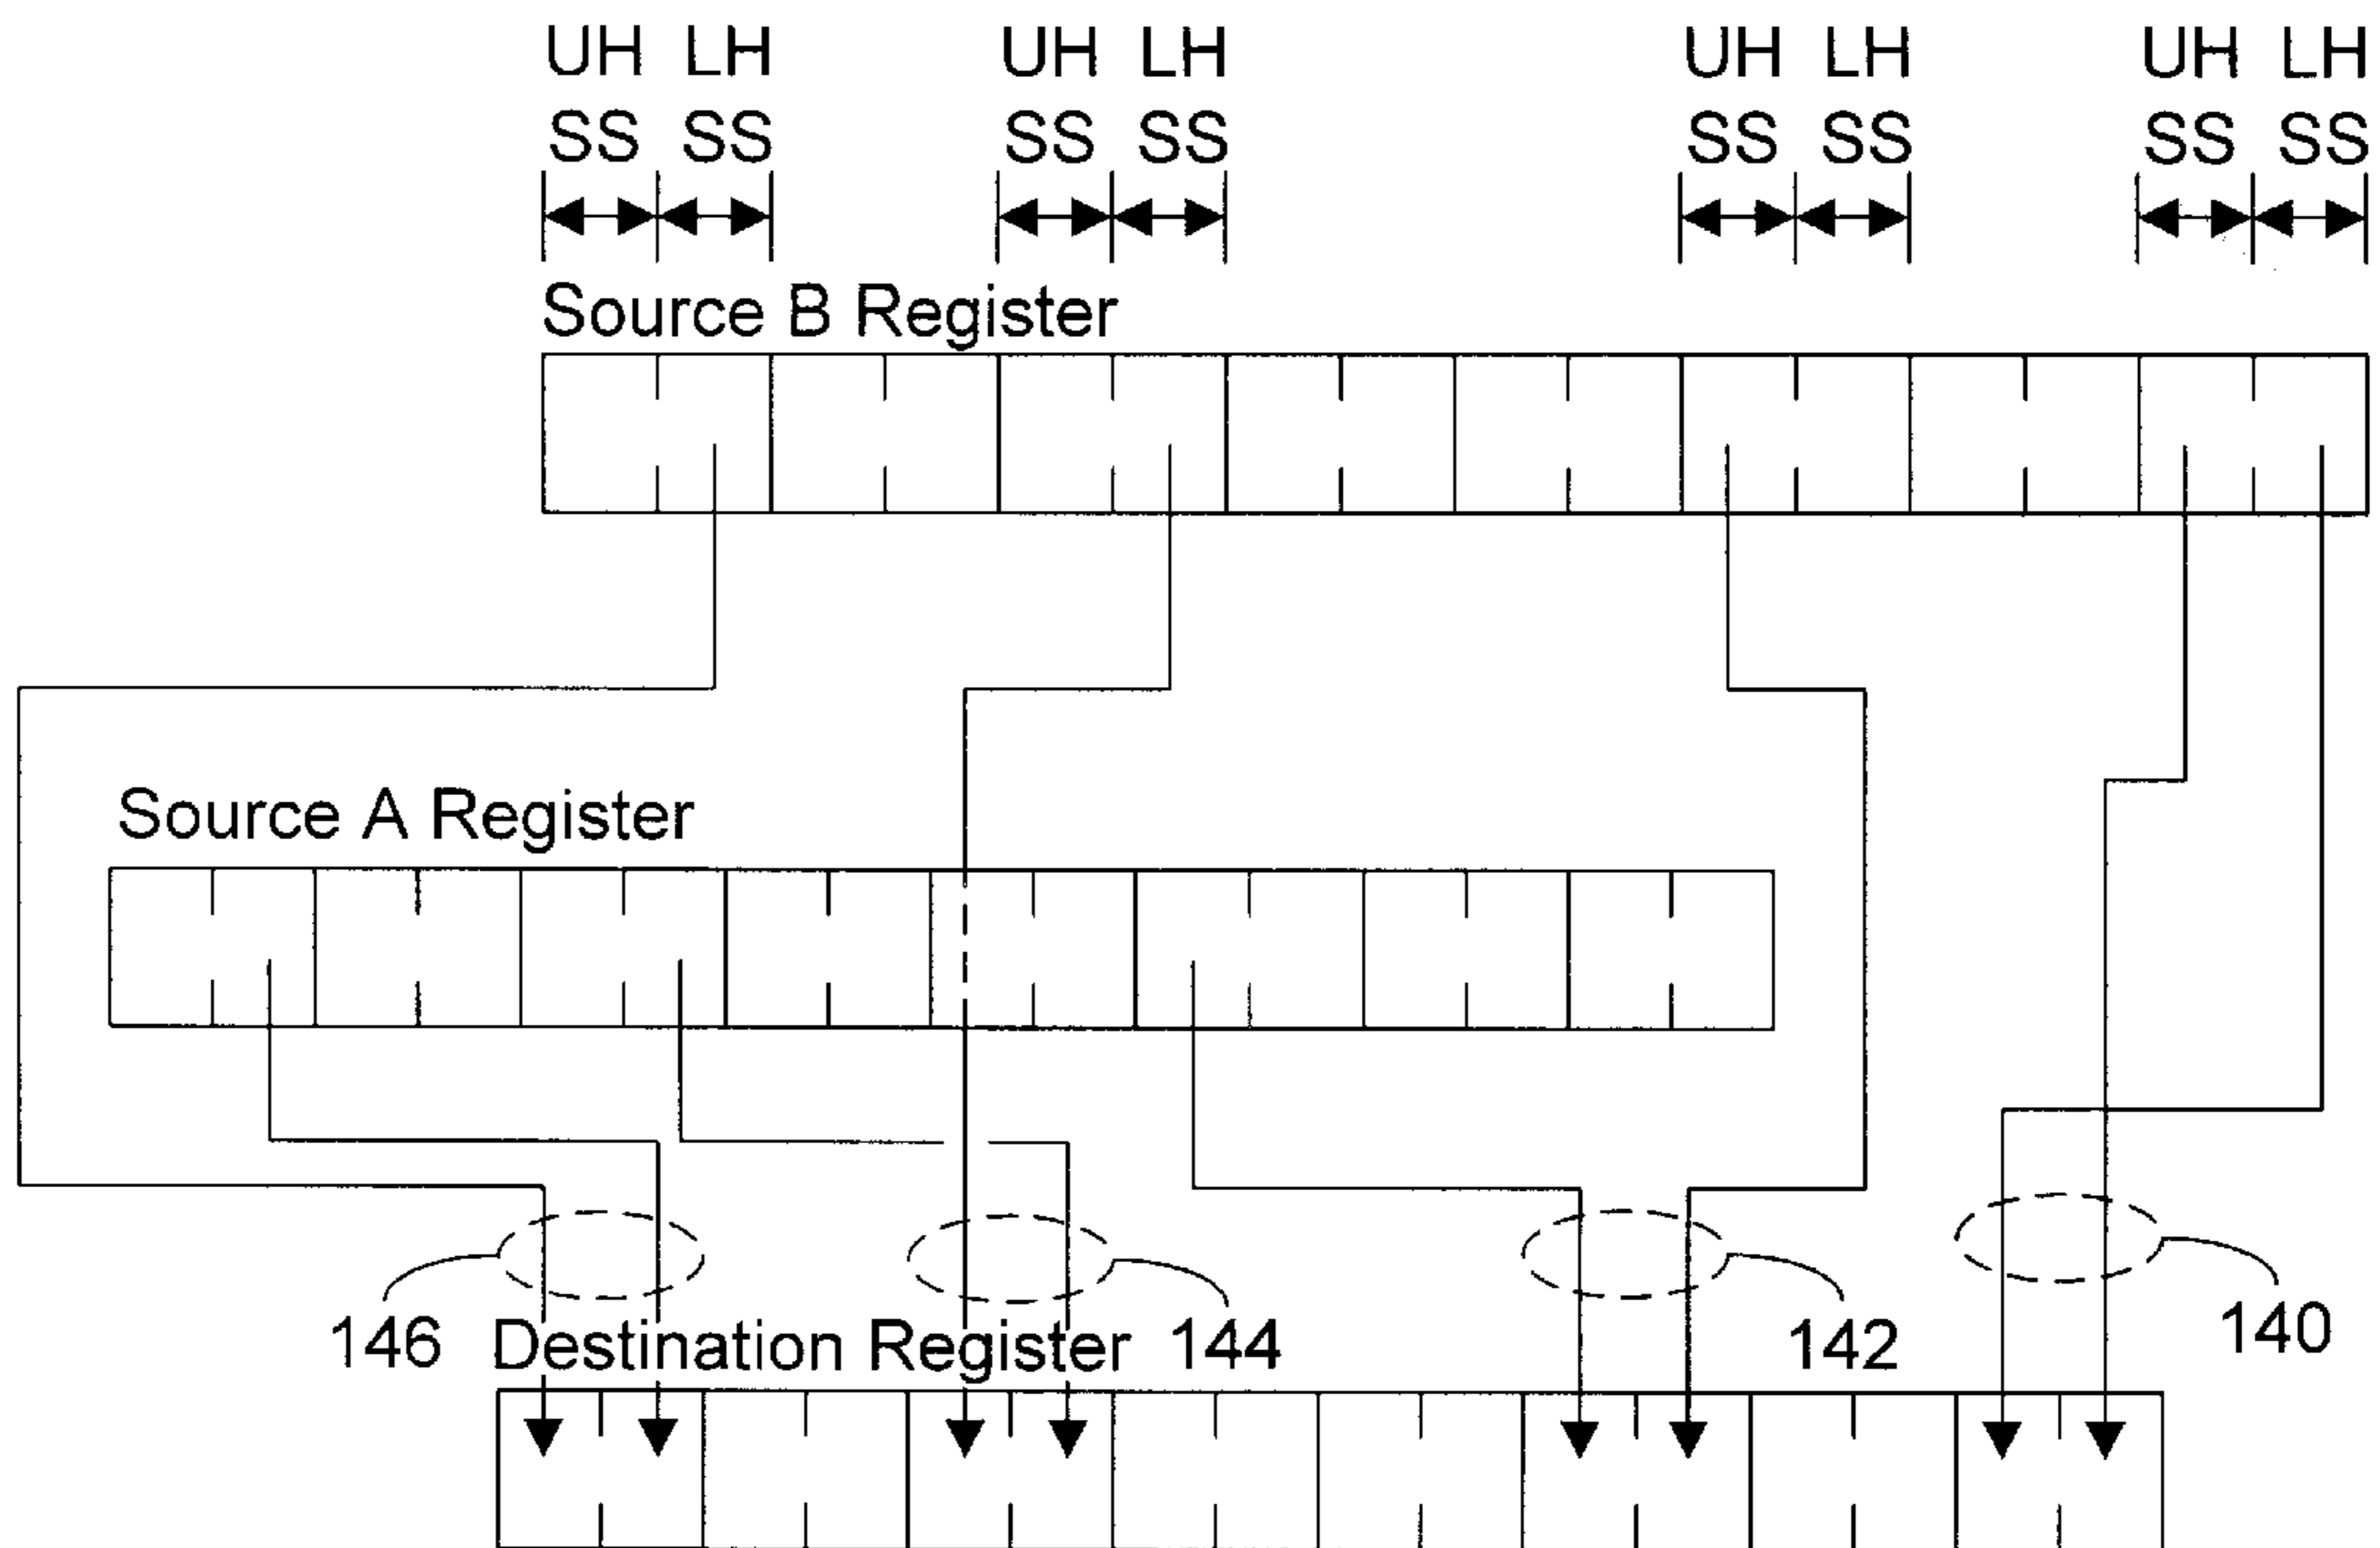 UH LH UH LH UH LH UH LH
SS SS SS SS SS SS SS SS
Source B Register
Source A Register
146 Destination Register 144 142 140